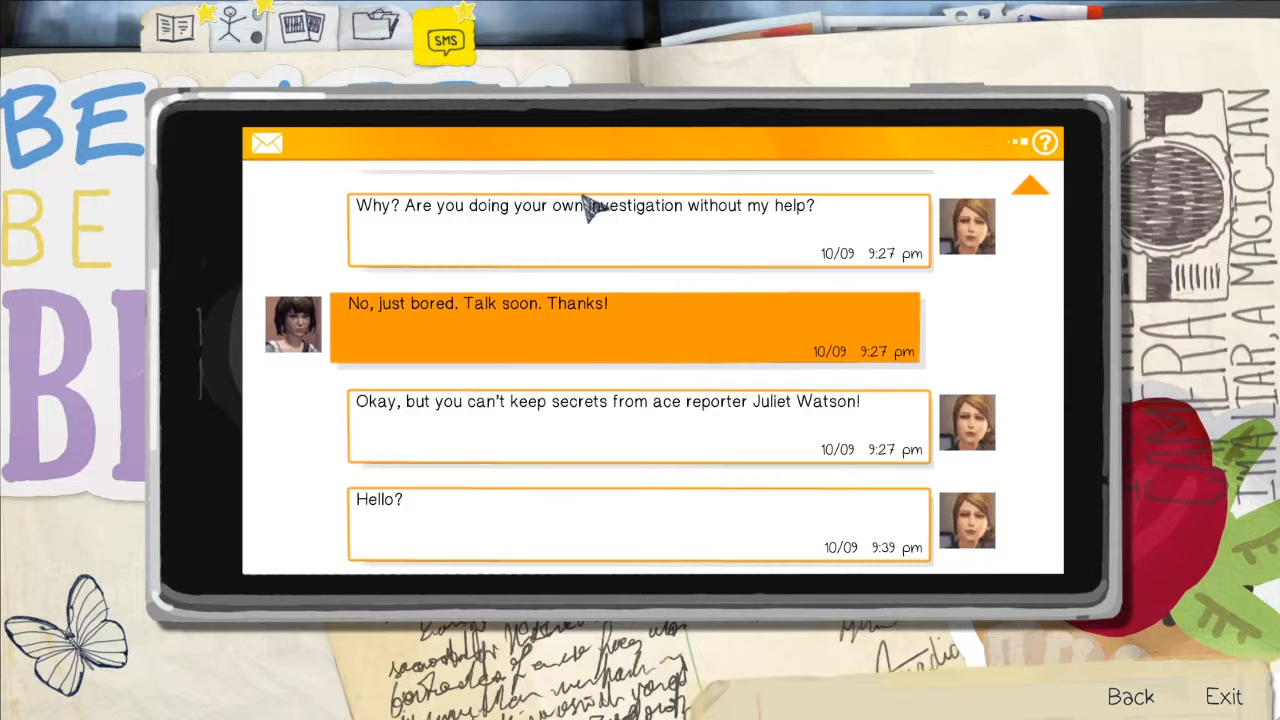 SMS
Why? Are you doing your own investigation without my help?
10/09 9:27 pm
No, just bored. Talk soon. Thanks!
10/09 9:27 pm
Okay, but you can't keep secrets from ace reporter Juliet Watson!
10/09 9:27 pm
Hello?
10/09 9:39 pm
?
BE
BE
I'M A LIAR, A MAGICIAN
Back
Exit